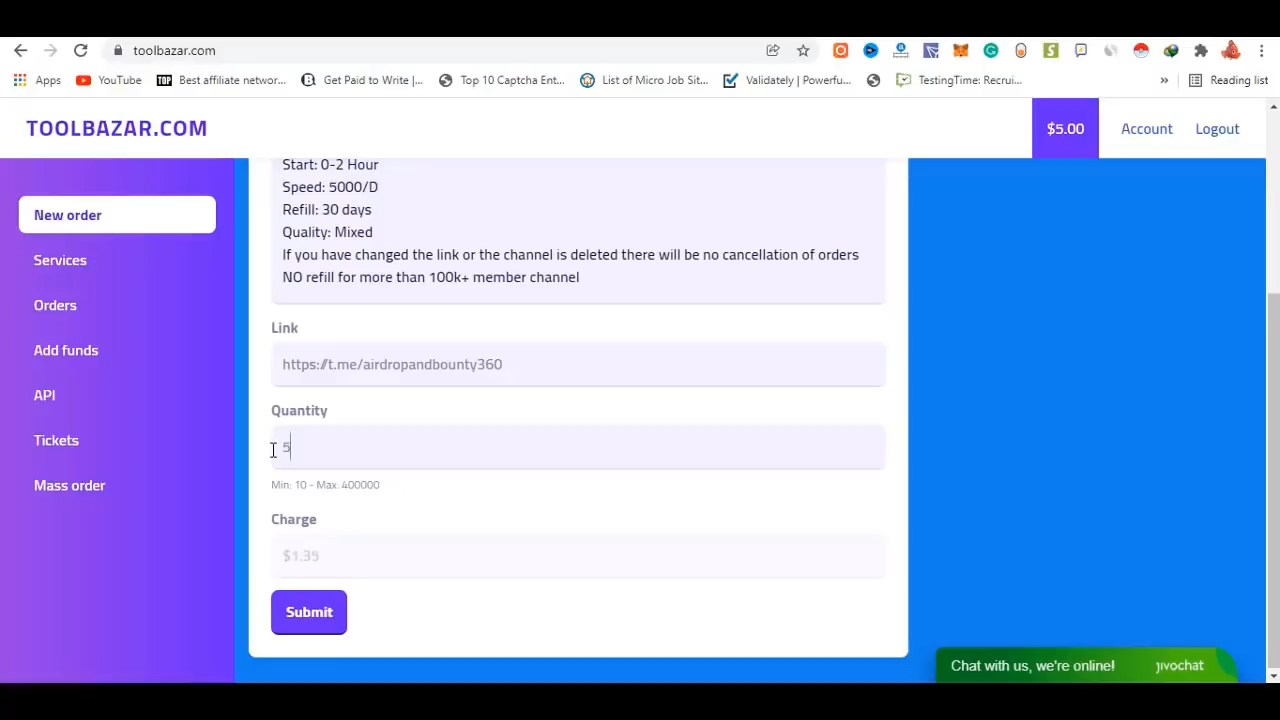 toolbazar.com
Apps
YouTube
Best affiliate networ...
Get Paid to Write |...
Top 10 Captcha Ent...
List of Micro Job Sit...
Validately | Powerfu...
TestingTime: Recrui...
»
Reading list
TOOLBAZAR.COM
$5.00
Account
Logout
New order
Services
Orders
Add funds
API
Tickets
Mass order
Start: 0-2 Hour
Speed: 5000/D
Refill: 30 days
Quality: Mixed
If you have changed the link or the channel is deleted there will be no cancellation of orders
NO refill for more than 100k+ member channel
Link
https://t.me/airdropandbounty360
Quantity
5
Min: 10 - Max: 400000
Charge
$1.35
Submit
Chat with us, we're online!
jivochat